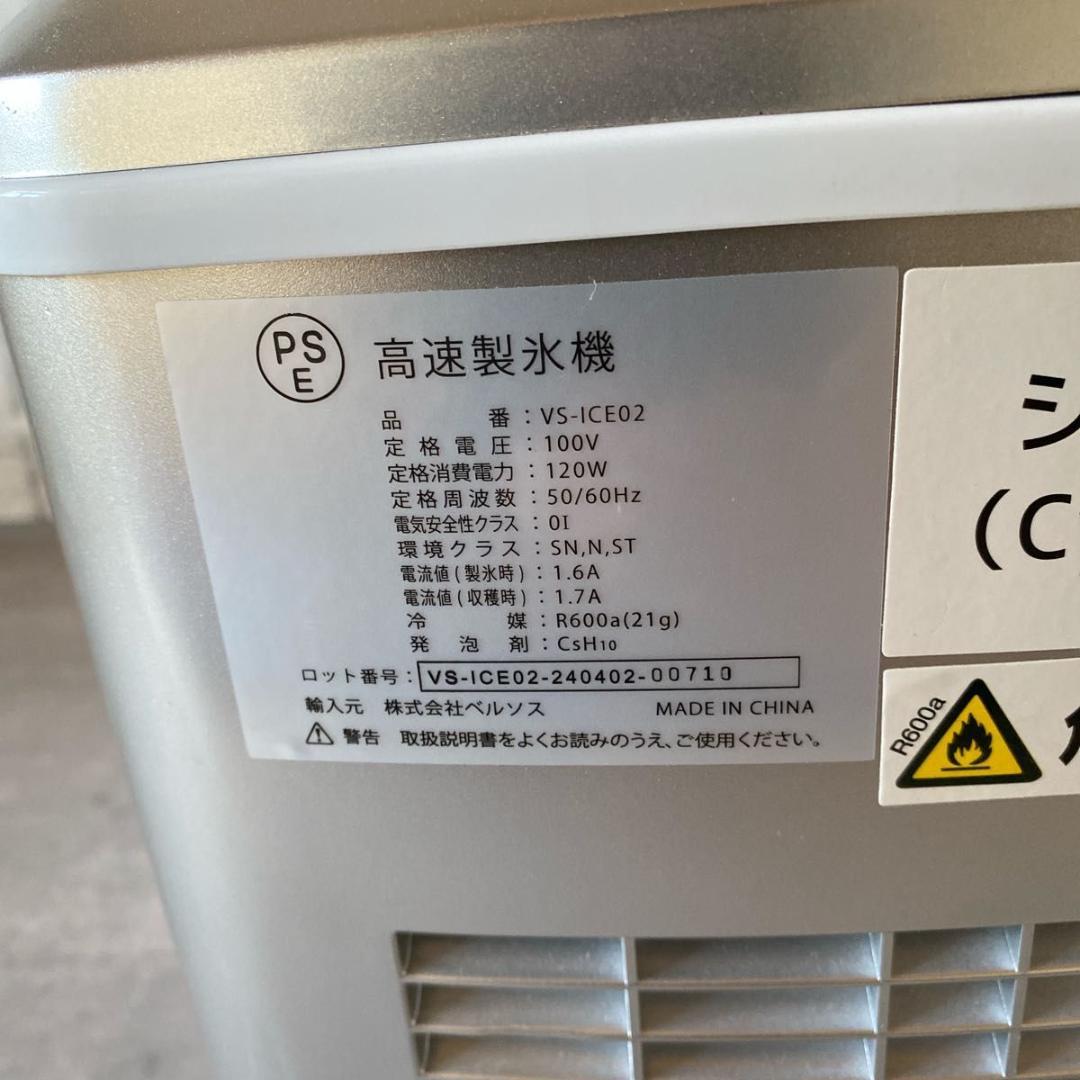 PS
E
高速製氷機
品番:VS-ICE02
定格電圧:100V
定格消費電力:120W
定格周波数:50/60Hz
電気安全性クラス:0I
環境クラス:SN,N,ST
電流値(製氷時):1.6A
電流値(収穫時):1.7A
冷媒:R600a(21g)
発泡剤:CsH10
ロット番号:VS-ICE02-240402-00710
輸入元 株式会社ベルソス MADE IN CHINA
警告 取扱説明書をよくお読みのうえ、ご使用ください。
シ
(C
R600a